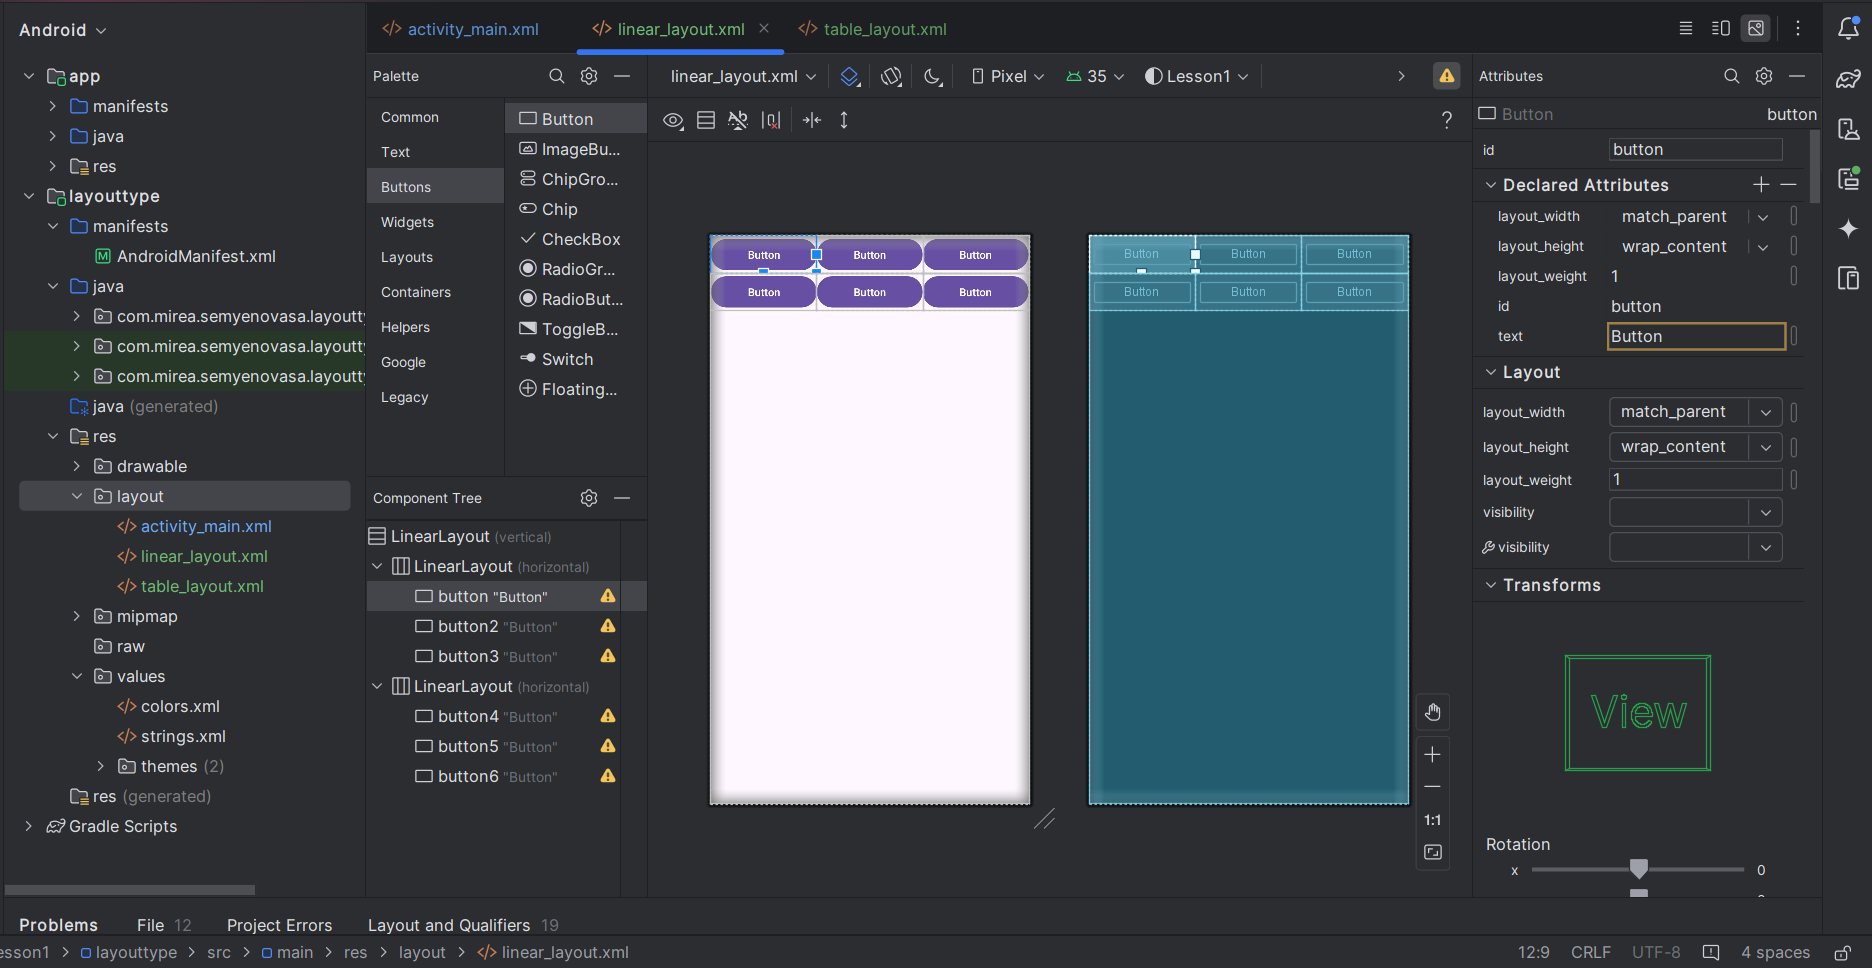 Android
app
manifests
java
res
layouttype
manifests
AndroidManifest.xml
java
com.mirea.semyenovasa.layoutty
com.mirea.semyenovasa.layoutty
com.mirea.semyenovasa.layoutty
java (generated)
res
drawable
layout
activity_main.xml
linear_layout.xml
table_layout.xml
mipmap
raw
values
colors.xml
strings.xml
themes (2)
res (generated)
Gradle Scripts
activity_main.xml linear_layout.xml table_layout.xml
Palette
Common
Text
Buttons
Widgets
Layouts
Containers
Helpers
Google
Legacy
Button
ImageBu...
ChipGro...
Chip
CheckBox
RadioGr...
RadioBut...
ToggleB...
Switch
Floating...
Component Tree
LinearLayout (vertical)
LinearLayout (horizontal)
button "Button"
button2 "Button"
button3 "Button"
LinearLayout (horizontal)
button4 "Button"
button5 "Button"
button6 "Button"
linear_layout.xml Pixel 35 Lesson1
?
Button Button Button
Button Button Button
Button Button Button
Button Button Button
1:1
Attributes
Button button
id button
Declared Attributes
layout_width match_parent
layout_height wrap_content
layout_weight 1
id button
text Button
Layout
layout_width match_parent
layout_height wrap_content
layout_weight 1
visibility
visibility
Transforms
View
Rotation
x 0
Problems File 12 Project Errors Layout and Qualifiers 19
esson1 > layouttype > src > main > res > layout > linear_layout.xml
12:9 CRLF UTF-8 4 spaces